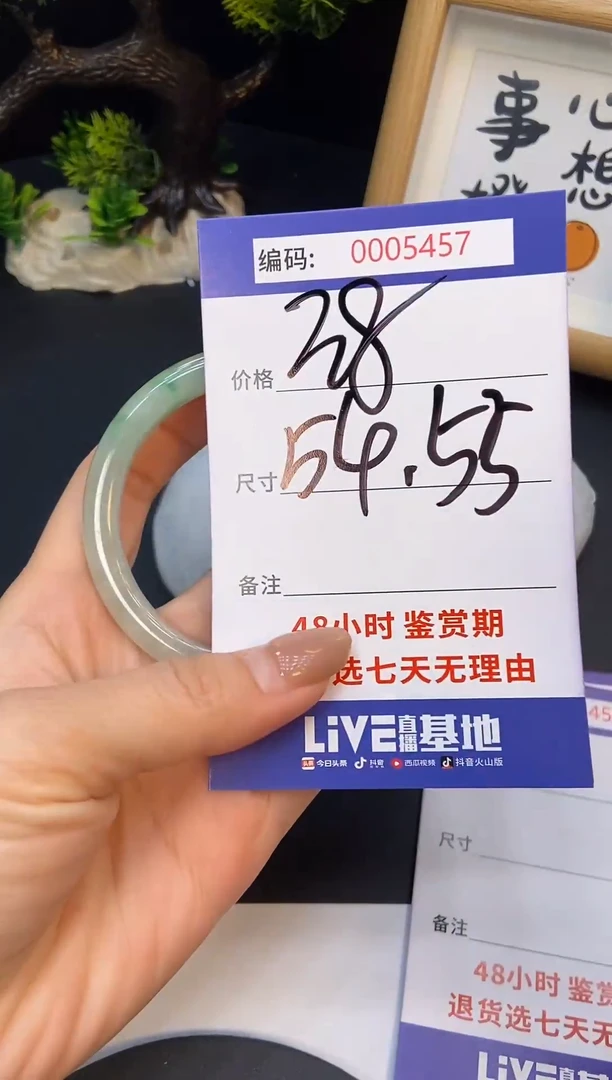 事 心
想
编码: 0005457
价格 28
尺寸 54.55
备注
48小时 鉴赏期
选七天无理由
LiVE直播基地
今日头条 抖音 西瓜视频 抖音火山版
45
尺寸
备注
48小时 鉴赏
退货选七天无
LiVE